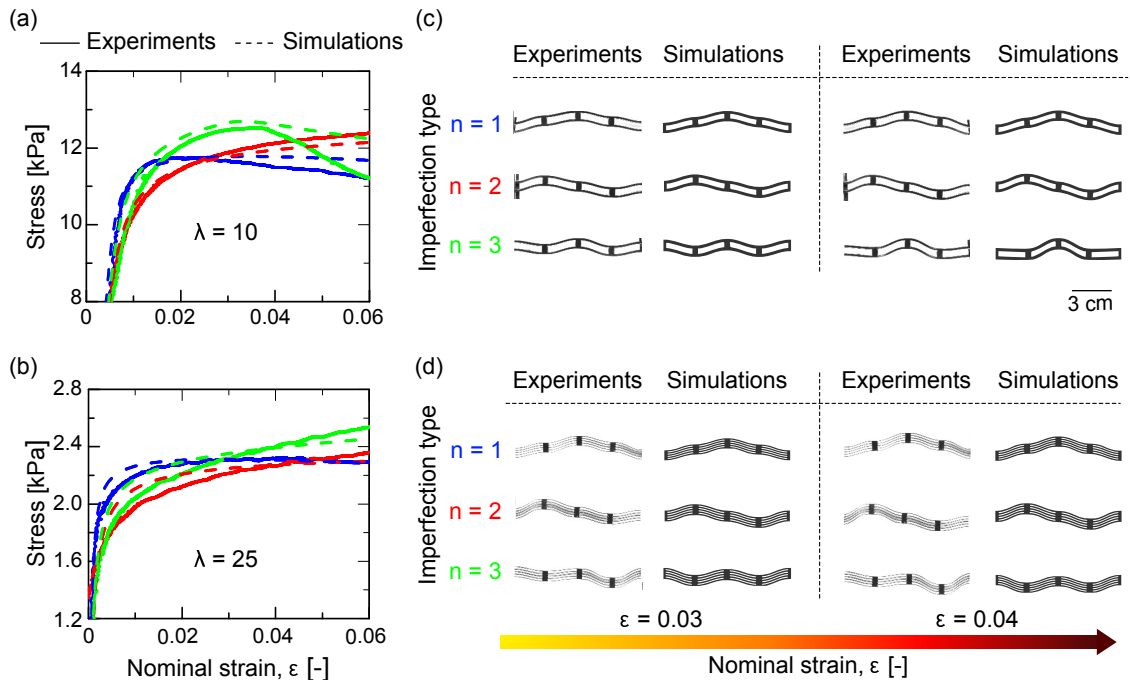 (a)
Experiments
Simulations
14
13
12
11
10
9
8
0
0.02
0.04
0.06
Stress [kPa]
λ = 10
(b)
2.8
2.4
2.0
1.6
1.2
0
0.02
0.04
0.06
Stress [kPa]
λ = 25
Nominal strain, ε [-]
(c)
Experiments Simulations Experiments Simulations
Imperfection type
n = 1
n = 2
n = 3
3 cm
(d)
Experiments Simulations Experiments Simulations
Imperfection type
n = 1
n = 2
n = 3
ε = 0.03 ε = 0.04
Nominal strain, ε [-]